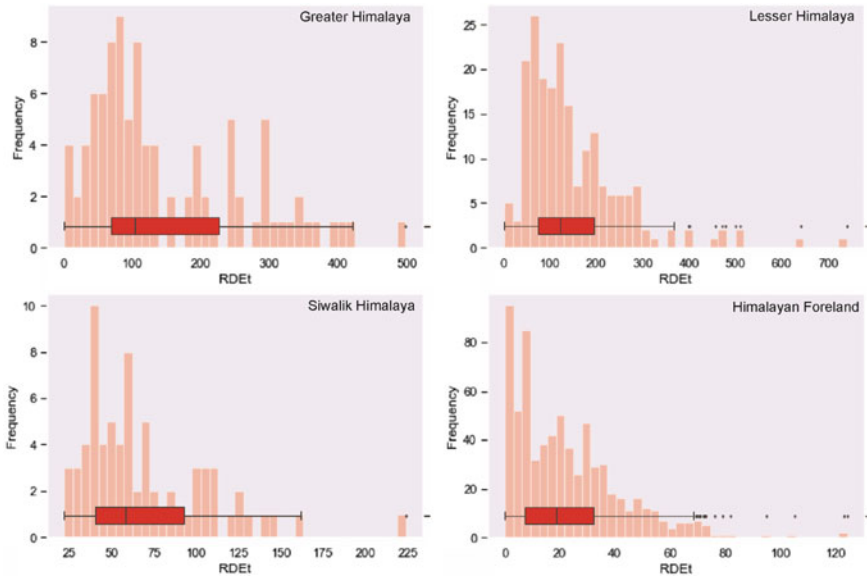 Greater Himalaya
8
6
4
2
0
Frequency
0 100 200 300 400 500
RDEt
Lesser Himalaya
25
20
15
10
5
0
Frequency
0 100 200 300 400 500 600 700
RDEt
Siwalik Himalaya
10
8
6
4
2
0
Frequency
25 50 75 100 125 150 175 200 225
RDEt
Himalayan Foreland
80
60
40
20
0
Frequency
0 20 40 60 80 100 120
RDEt